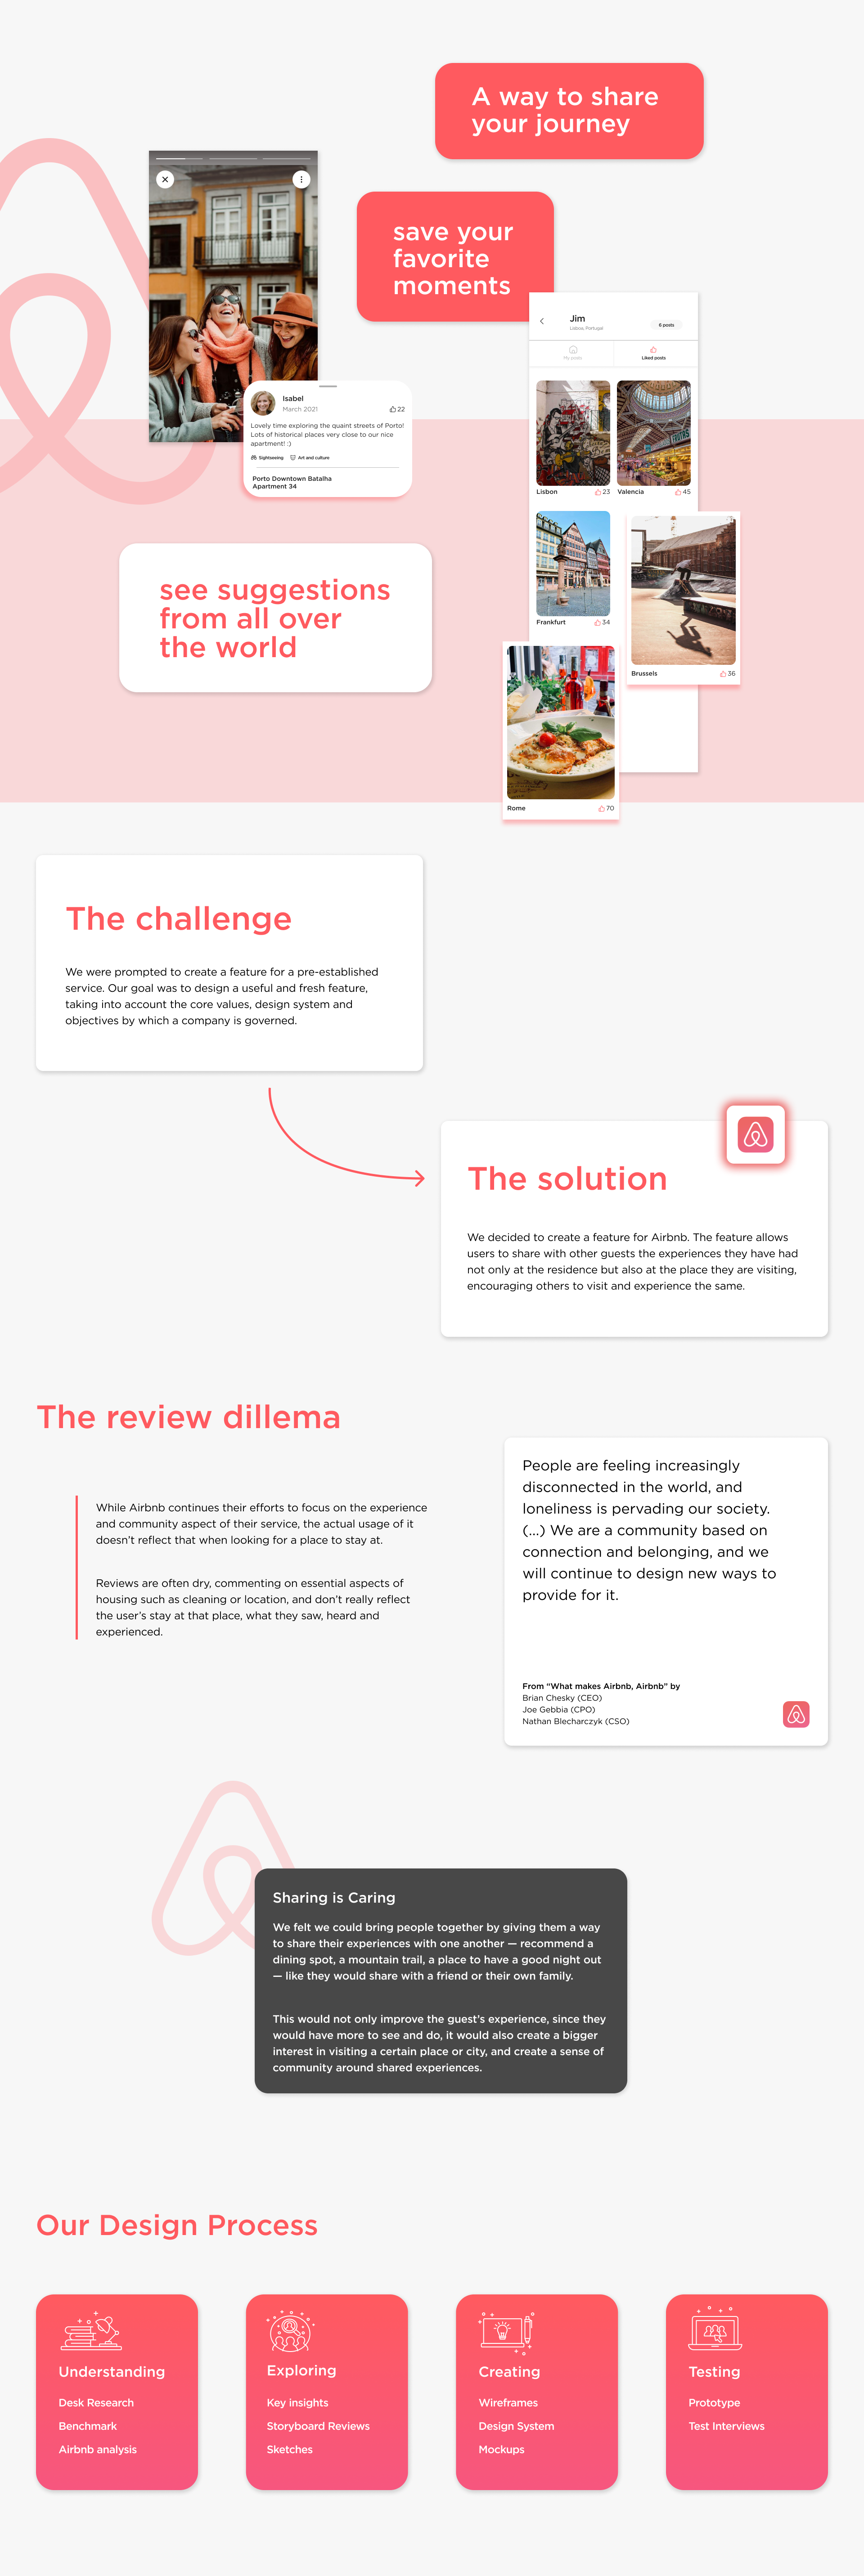 A way to share
your journey
save your
favorite
moments
Jim
Lisboa, Portugal
6 posts
My posts
Liked posts
Isabel
March 2021
22
Lovely time exploring the quaint streets of Porto!
Lots of historical places very close to our nice
apartment! :)
Sightseeing
Art and culture
Porto Downtown Batalha
Apartment 34
Lisbon
23
Valencia
45
Frankfurt
34
Brussels
36
Rome
70
see suggestions
from all over
the world
The challenge
We were prompted to create a feature for a pre-established
service. Our goal was to design a useful and fresh feature,
taking into account the core values, design system and
objectives by which a company is governed.
The solution
We decided to create a feature for Airbnb. The feature allows
users to share with other guests the experiences they have had
not only at the residence but also at the place they are visiting,
encouraging others to visit and experience the same.
The review dillema
While Airbnb continues their efforts to focus on the experience
and community aspect of their service, the actual usage of it
doesn't reflect that when looking for a place to stay at.
Reviews are often dry, commenting on essential aspects of
housing such as cleaning or location, and don't really reflect
the user's stay at that place, what they saw, heard and
experienced.
People are feeling increasingly
disconnected in the world, and
loneliness is pervading our society.
(...) We are a community based on
connection and belonging, and we
will continue to design new ways to
provide for it.
From "What makes Airbnb, Airbnb" by
Brian Chesky (CEO)
Joe Gebbia (CPO)
Nathan Blecharczyk (CSO)
Sharing is Caring
We felt we could bring people together by giving them a way
to share their experiences with one another — recommend a
dining spot, a mountain trail, a place to have a good night out
— like they would share with a friend or their own family.
This would not only improve the guest's experience, since they
would have more to see and do, it would also create a bigger
interest in visiting a certain place or city, and create a sense of
community around shared experiences.
Our Design Process
Understanding
Desk Research
Benchmark
Airbnb analysis
Exploring
Key insights
Storyboard Reviews
Sketches
Creating
Wireframes
Design System
Mockups
Testing
Prototype
Test Interviews